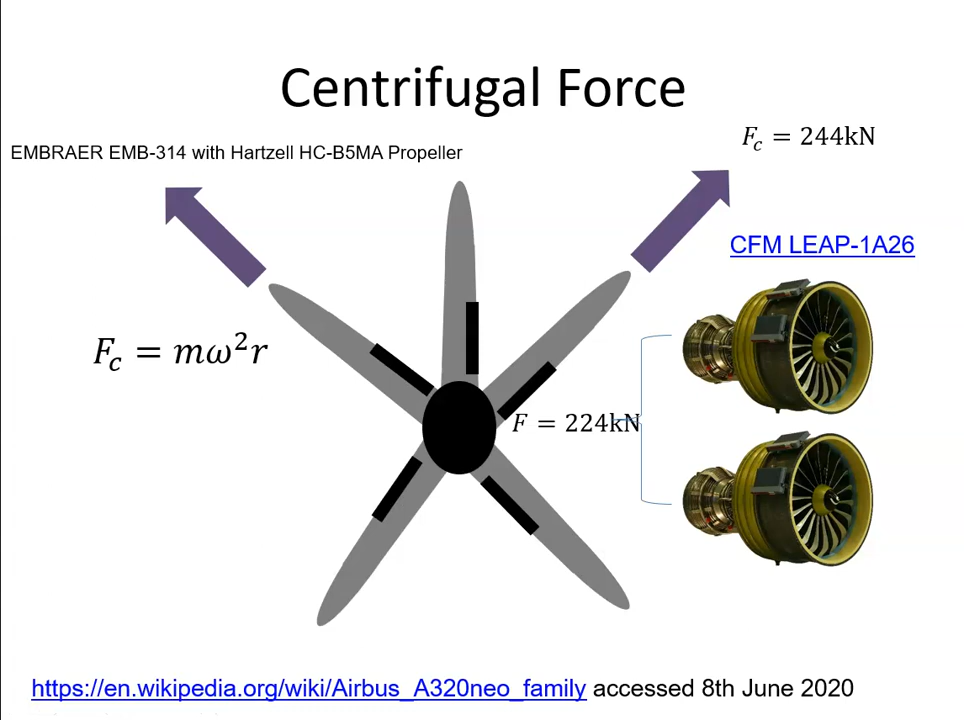 Centrifugal Force
EMBRAER EMB-314 with Hartzell HC-B5MA Propeller
F_c = 244kN
CFM LEAP-1A26
F_c = mω²r
F = 224kN
https://en.wikipedia.org/wiki/Airbus_A320neo_family accessed 8th June 2020